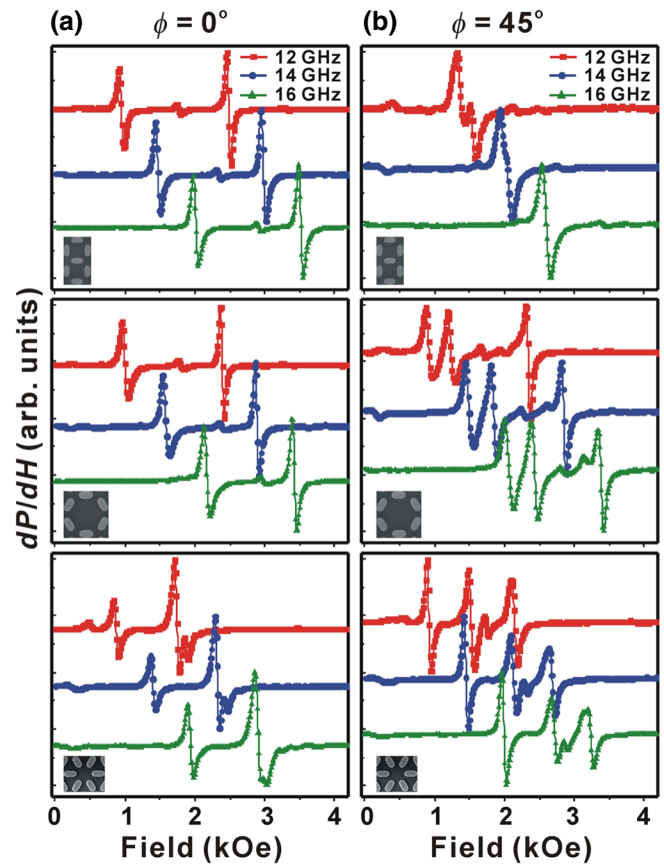 (a) ϕ = 0° (b) ϕ = 45°
12 GHz
14 GHz
16 GHz
12 GHz
14 GHz
16 GHz
dP/dH (arb. units)
0 1 2 3 4 0 1 2 3 4
Field (kOe) Field (kOe)